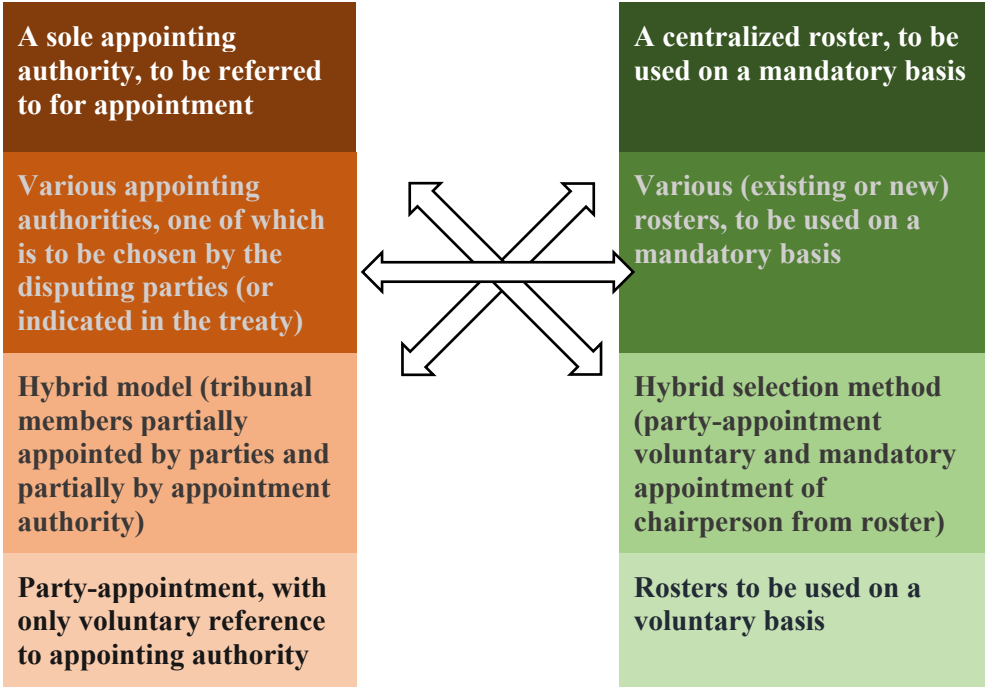 A sole appointing
authority, to be referred
to for appointment
Various appointing
authorities, one of which
is to be chosen by the
disputing parties (or
indicated in the treaty)
Hybrid model (tribunal
members partially
appointed by parties and
partially by appointment
authority)
Party-appointment, with
only voluntary reference
to appointing authority
A centralized roster, to be
used on a mandatory basis
Various (existing or new)
rosters, to be used on a
mandatory basis
Hybrid selection method
(party-appointment
voluntary and mandatory
appointment of
chairperson from roster)
Rosters to be used on a
voluntary basis